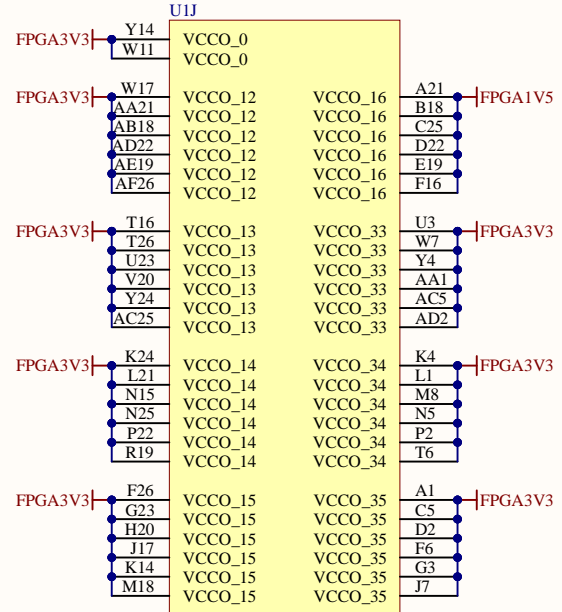 U1J
FPGA3V3 Y14 VCCO_0
W11 VCCO_0
FPGA3V3 W17 VCCO_12 VCCO_16 A21 FPGA1V5
AA21 VCCO_12 VCCO_16 B18
AB18 VCCO_12 VCCO_16 C25
AD22 VCCO_12 VCCO_16 D22
AE19 VCCO_12 VCCO_16 E19
AF26 VCCO_12 VCCO_16 F16
FPGA3V3 T16 VCCO_13 VCCO_33 U3 FPGA3V3
T26 VCCO_13 VCCO_33 W7
U23 VCCO_13 VCCO_33 Y4
V20 VCCO_13 VCCO_33 AA1
Y24 VCCO_13 VCCO_33 AC5
AC25 VCCO_13 VCCO_33 AD2
FPGA3V3 K24 VCCO_14 VCCO_34 K4 FPGA3V3
L21 VCCO_14 VCCO_34 L1
N15 VCCO_14 VCCO_34 M8
N25 VCCO_14 VCCO_34 N5
P22 VCCO_14 VCCO_34 P2
R19 VCCO_14 VCCO_34 T6
FPGA3V3 F26 VCCO_15 VCCO_35 A1 FPGA3V3
G23 VCCO_15 VCCO_35 C5
H20 VCCO_15 VCCO_35 D2
J17 VCCO_15 VCCO_35 F6
K14 VCCO_15 VCCO_35 G3
M18 VCCO_15 VCCO_35 J7